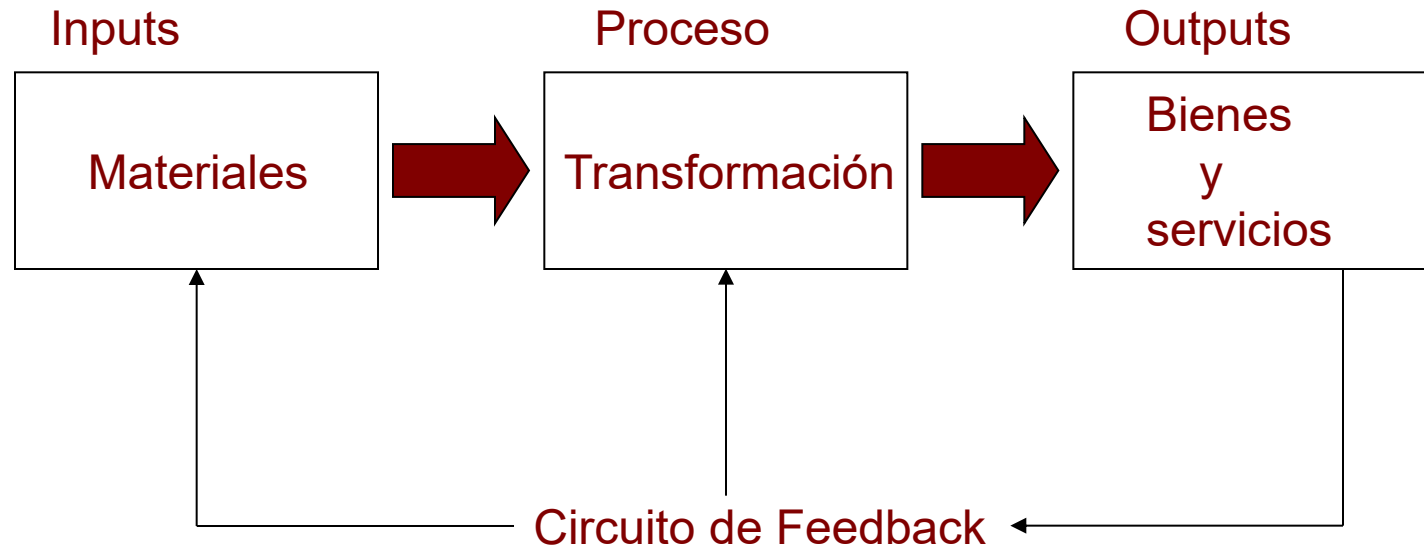 Inputs
Proceso
Outputs
Materiales
Transformación
Bienes
y
servicios
Circuito de Feedback